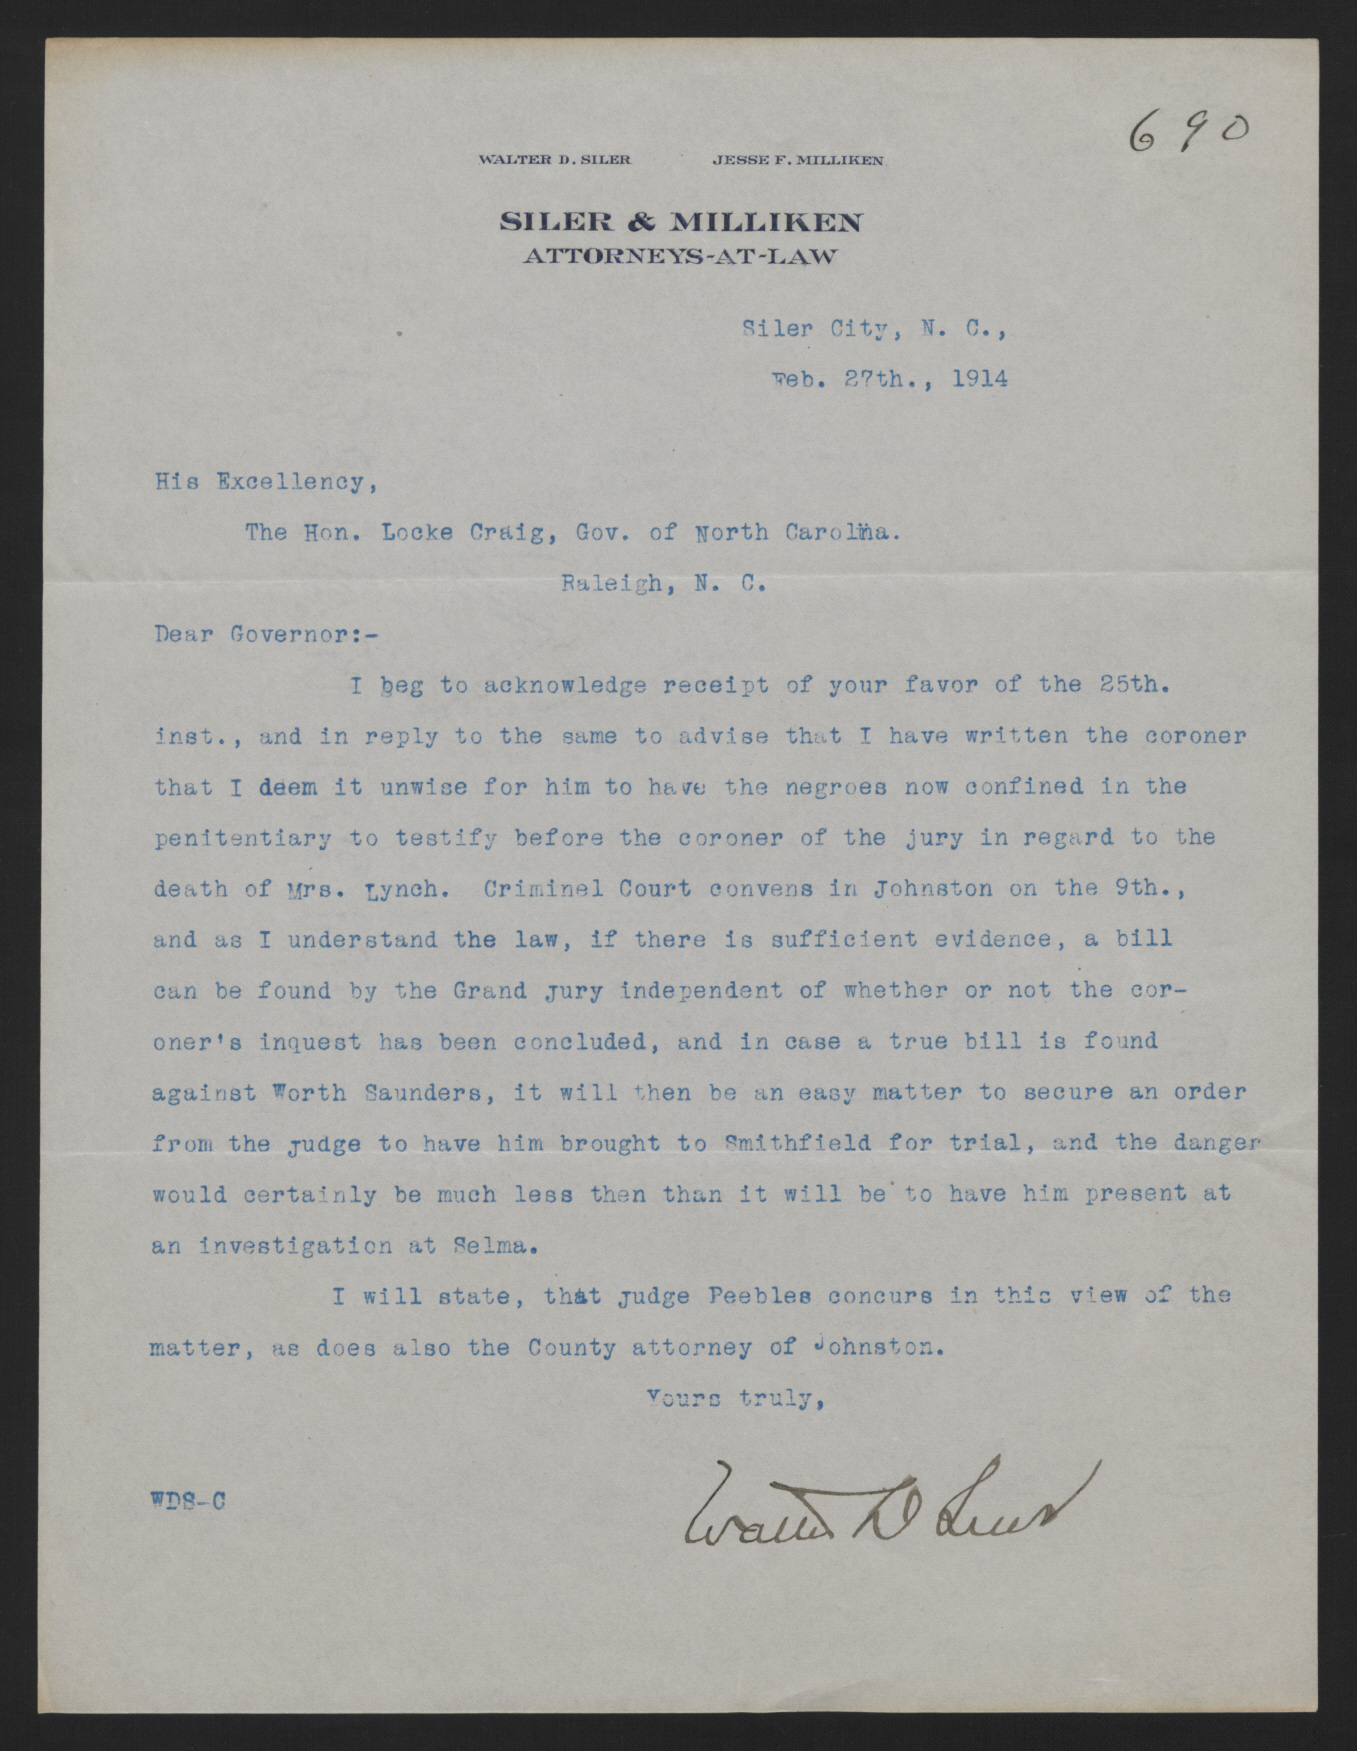 690
WALTER D. SILER JESSE F. MILLIKEN
SILER & MILLIKEN
ATTORNEYS-AT-LAW
Siler City, N. C.,
Feb. 27th., 1914
His Excellency,
The Hon. Locke Craig, Gov. of North Carolina.
Raleigh, N. C.
Dear Governor:-
I beg to acknowledge receipt of your favor of the 25th.
inst., and in reply to the same to advise that I have written the coroner
that I deem it unwise for him to have the negroes now confined in the
penitentiary to testify before the coroner of the jury in regard to the
death of Mrs. Lynch. Criminel Court convens in Johnston on the 9th.,
and as I understand the law, if there is sufficient evidence, a bill
can be found by the Grand Jury independent of whether or not the cor-
oner's inquest has been concluded, and in case a true bill is found
against Worth Saunders, it will then be an easy matter to secure an order
from the Judge to have him brought to Smithfield for trial, and the danger
would certainly be much less then than it will be to have him present at
an investigation at Selma.
I will state, that Judge Peebles concurs in this view of the
matter, as does also the County attorney of Johnston.
Yours truly,
Walter D Siler
WDS-C